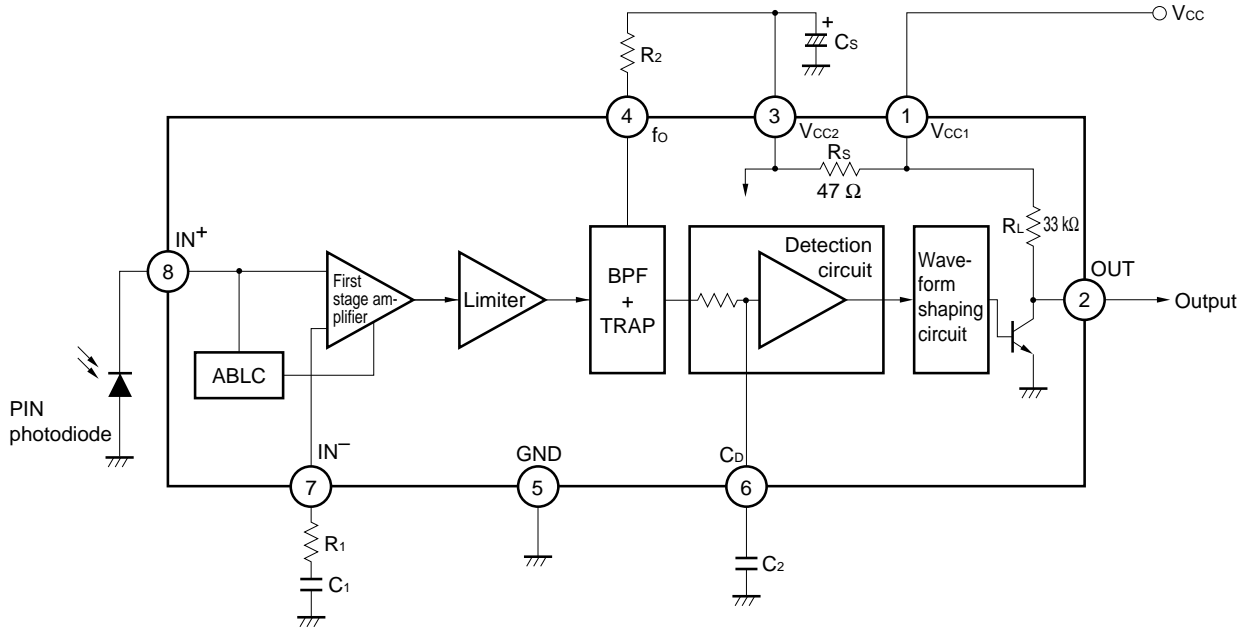 VCC
+
CS
R2
4
3
1
fO
VCC2
VCC1
RS
47 Ω
RL
33 kΩ
IN+
8
First
stage am-
plifier
Limiter
BPF
+
TRAP
Detection
circuit
Wave-
form
shaping
circuit
OUT
2
Output
ABLC
PIN
photodiode
IN−
7
GND
5
CD
6
R1
C1
C2